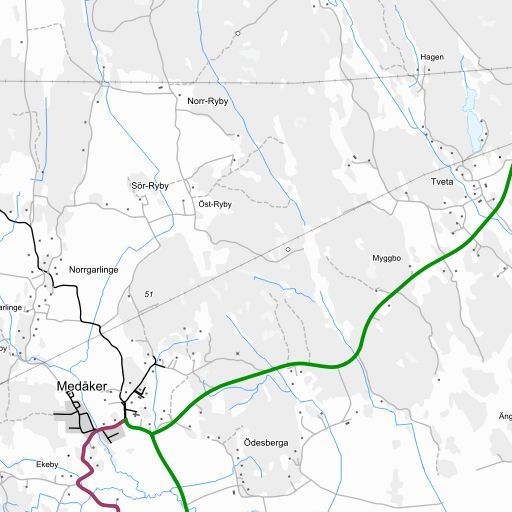 Hagen
Norr-Ryby
Tveta
Sör-Ryby
Öst-Ryby
Myggbo
Norrgarlinge
51
Medåker
Ödesberga
Ekeby